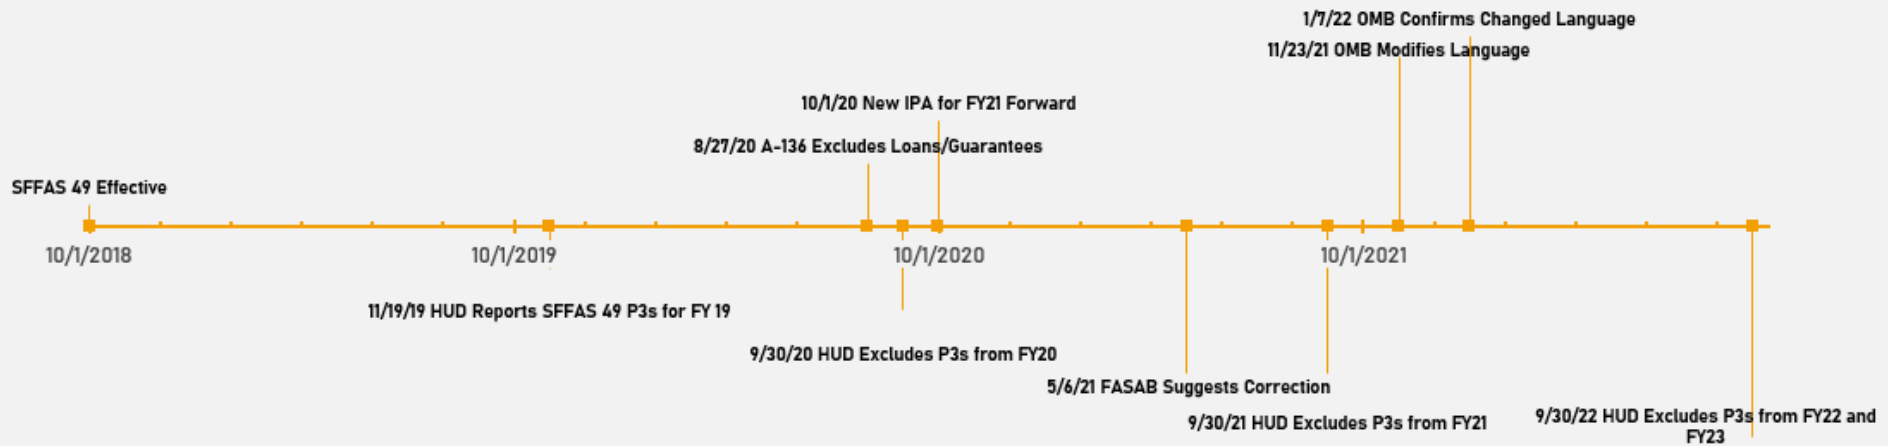 1/7/22 OMB Confirms Changed Language
11/23/21 OMB Modifies Language
10/1/20 New IPA for FY21 Forward
8/27/20 A-136 Excludes Loans/Guarantees
SFFAS 49 Effective
10/1/2018
10/1/2019
10/1/2020
10/1/2021
11/19/19 HUD Reports SFFAS 49 P3s for FY 19
9/30/20 HUD Excludes P3s from FY20
5/6/21 FASAB Suggests Correction
9/30/21 HUD Excludes P3s from FY21
9/30/22 HUD Excludes P3s from FY22 and
FY23